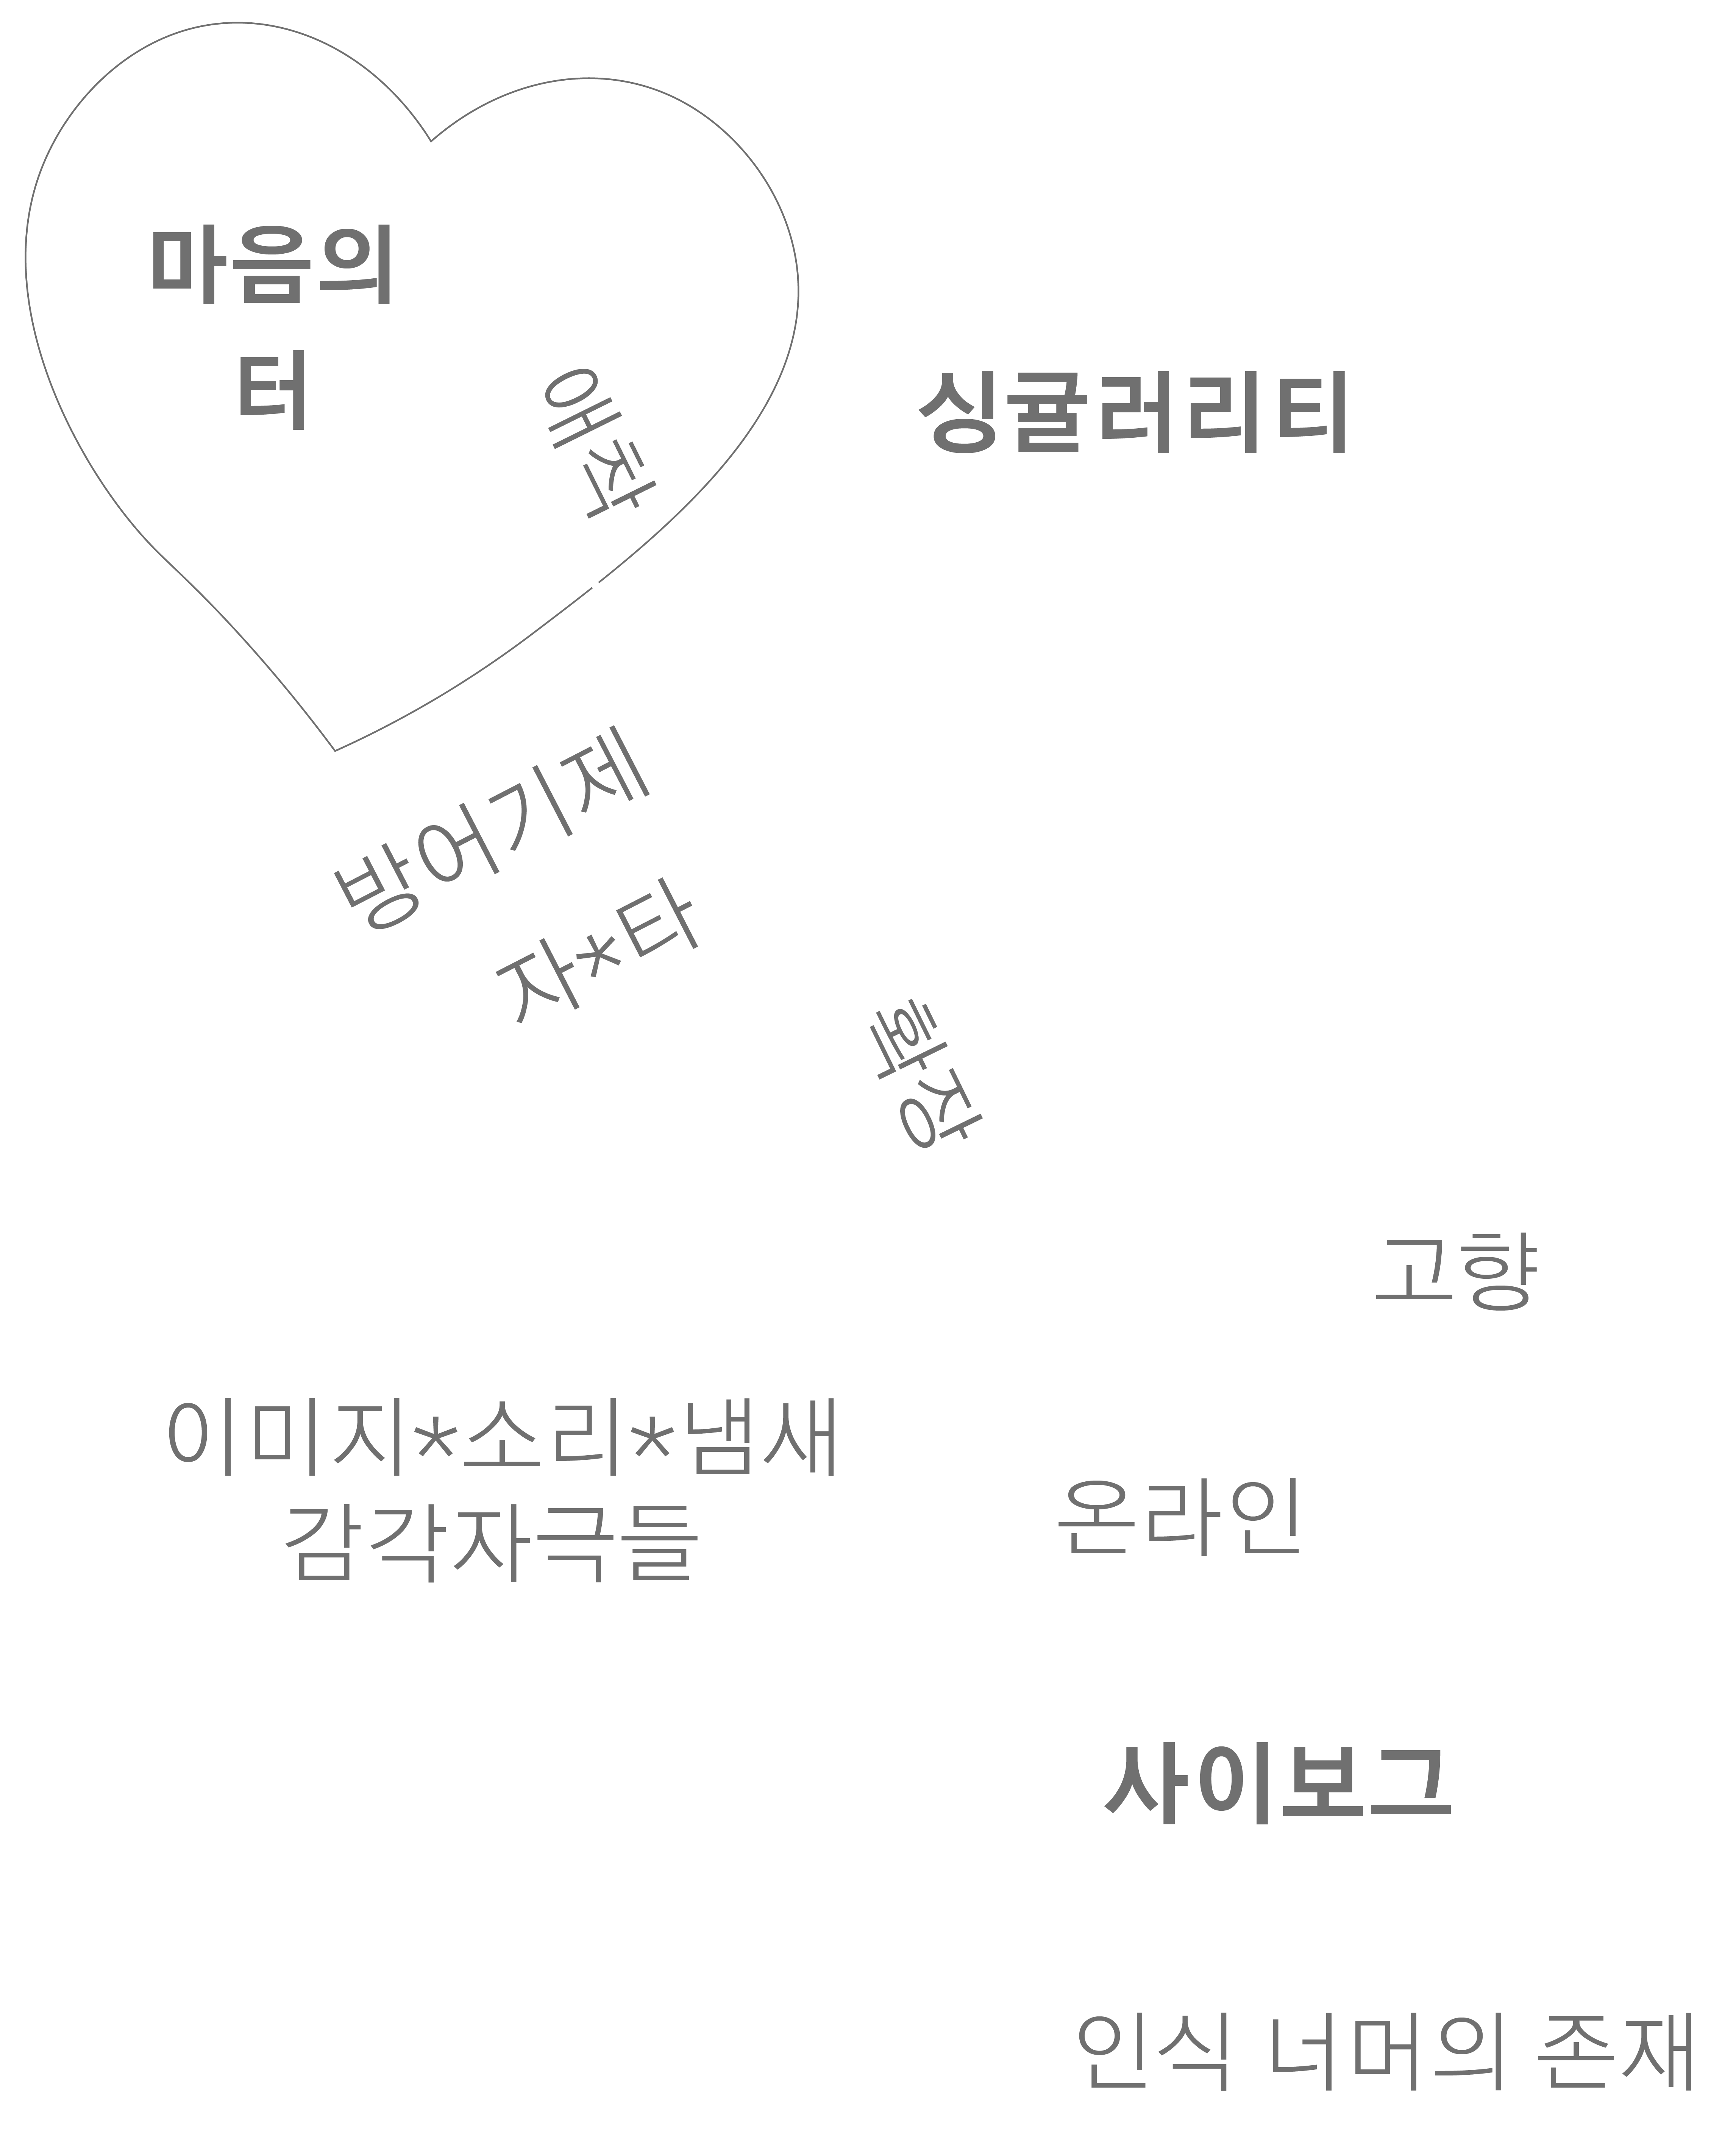 마음의
터
애착
싱귤러리티
방어기제
자*타
확장
고향
이미지*소리*냄새
감각자극들
온라인
사이보그
인식 너머의 존재